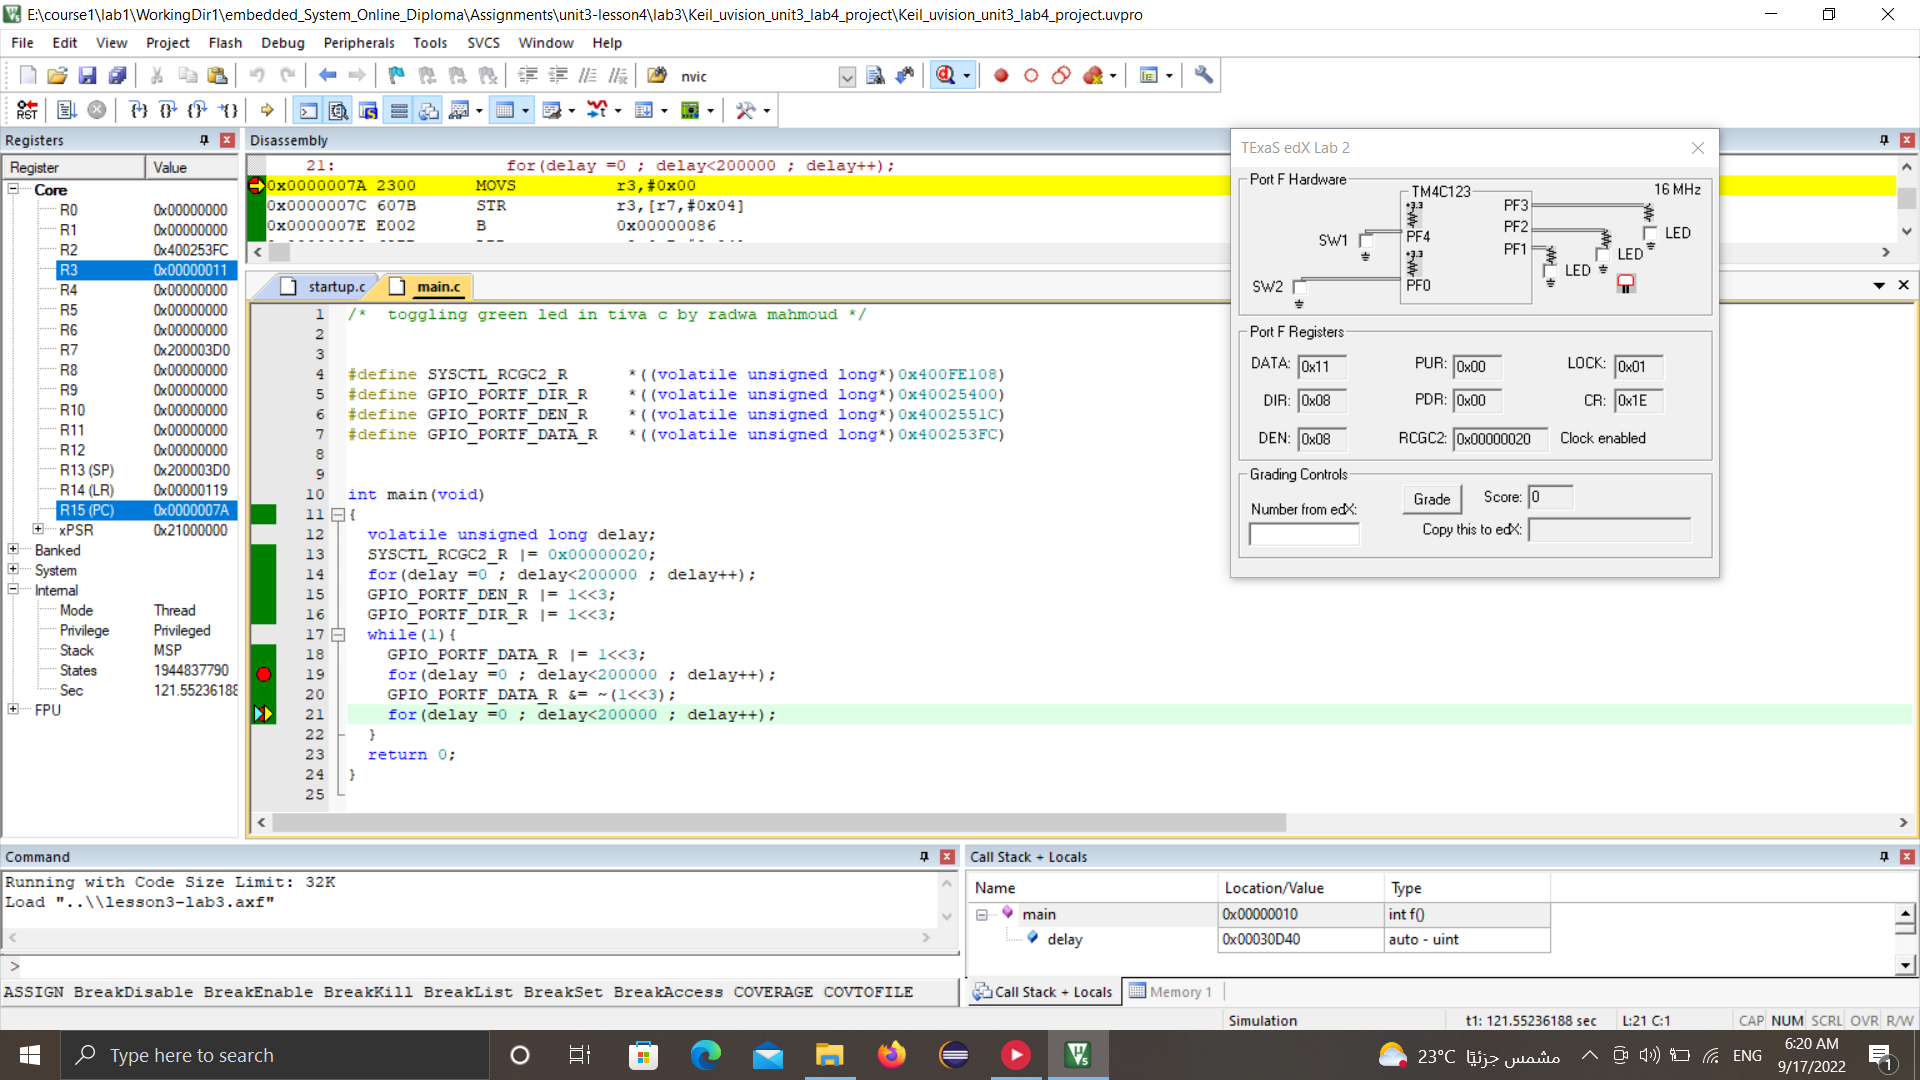 E:\course1\lab1\WorkingDir1\embedded_System_Online_Diploma\Assignments\unit3-lesson4\lab3\Keil_uvision_unit3_lab4_project\Keil_uvision_unit3_lab4_project.uvpro
File Edit View Project Flash Debug Peripherals Tools SVCS Window Help
nvic
RST
Registers
Register Value
Core
R0 0x00000000
R1 0x00000000
R2 0x400253FC
R3 0x00000011
R4 0x00000000
R5 0x00000000
R6 0x00000000
R7 0x200003D0
R8 0x00000000
R9 0x00000000
R10 0x00000000
R11 0x00000000
R12 0x00000000
R13 (SP) 0x200003D0
R14 (LR) 0x00000119
R15 (PC) 0x0000007A
xPSR 0x21000000
Banked
System
Internal
Mode Thread
Privilege Privileged
Stack MSP
States 1944837790
Sec 121.55236188
FPU
Disassembly
21: for(delay =0 ; delay<200000 ; delay++);
0x0000007A 2300 MOVS r3,#0x00
0x0000007C 607B STR r3,[r7,#0x04]
0x0000007E E002 B 0x00000086
startup.c main.c
1 /* toggling green led in tiva c by radwa mahmoud */
2
3
4 #define SYSCTL_RCGC2_R *((volatile unsigned long*)0x400FE108)
5 #define GPIO_PORTF_DIR_R *((volatile unsigned long*)0x40025400)
6 #define GPIO_PORTF_DEN_R *((volatile unsigned long*)0x4002551C)
7 #define GPIO_PORTF_DATA_R *((volatile unsigned long*)0x400253FC)
8
9
10 int main(void)
11 {
12 volatile unsigned long delay;
13 SYSCTL_RCGC2_R |= 0x00000020;
14 for(delay =0 ; delay<200000 ; delay++);
15 GPIO_PORTF_DEN_R |= 1<<3;
16 GPIO_PORTF_DIR_R |= 1<<3;
17 while(1){
18 GPIO_PORTF_DATA_R |= 1<<3;
19 for(delay =0 ; delay<200000 ; delay++);
20 GPIO_PORTF_DATA_R &= ~(1<<3);
21 for(delay =0 ; delay<200000 ; delay++);
22 }
23 return 0;
24 }
25
TExaS edX Lab 2
Port F Hardware
TM4C123 16 MHz
+3.3 PF3
SW1 PF4 PF2 LED
+3.3 PF1 LED
SW2 PF0 LED
Port F Registers
DATA: 0x11 PUR: 0x00 LOCK: 0x01
DIR: 0x08 PDR: 0x00 CR: 0x1E
DEN: 0x08 RCGC2: 0x00000020 Clock enabled
Grading Controls
Number from edX: Grade Score: 0
Copy this to edX:
Command
Running with Code Size Limit: 32K
Load "..\\lesson3-lab3.axf"
>
ASSIGN BreakDisable BreakEnable BreakKill BreakList BreakSet BreakAccess COVERAGE COVTOFILE
Call Stack + Locals
Name Location/Value Type
main 0x00000010 int f()
delay 0x00030D40 auto - uint
Call Stack + Locals Memory 1
Simulation t1: 121.55236188 sec L:21 C:1 CAP NUM SCRL OVR R/W
Type here to search
23°C مشمس جزئيًا ENG 6:20 AM
9/17/2022
1